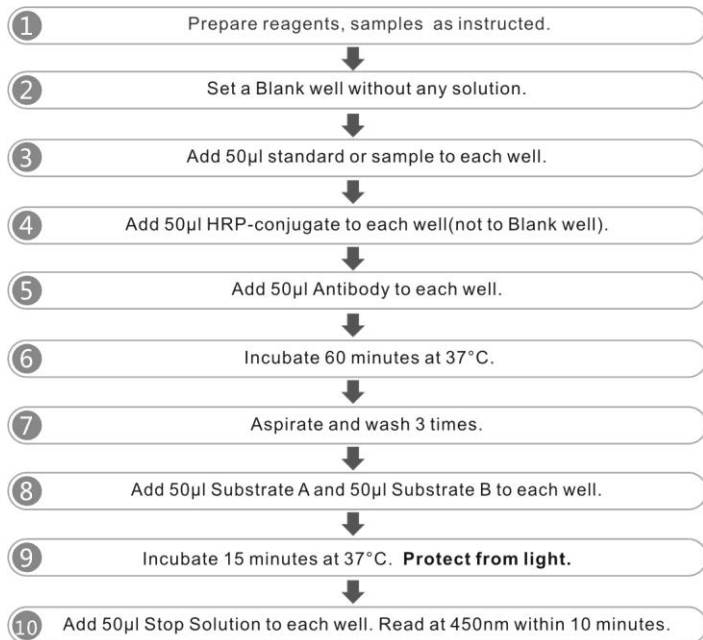 1 Prepare reagents, samples as instructed.
2 Set a Blank well without any solution.
3 Add 50μl standard or sample to each well.
4 Add 50μl HRP-conjugate to each well(not to Blank well).
5 Add 50μl Antibody to each well.
6 Incubate 60 minutes at 37°C.
7 Aspirate and wash 3 times.
8 Add 50μl Substrate A and 50μl Substrate B to each well.
9 Incubate 15 minutes at 37°C. Protect from light.
10 Add 50μl Stop Solution to each well. Read at 450nm within 10 minutes.